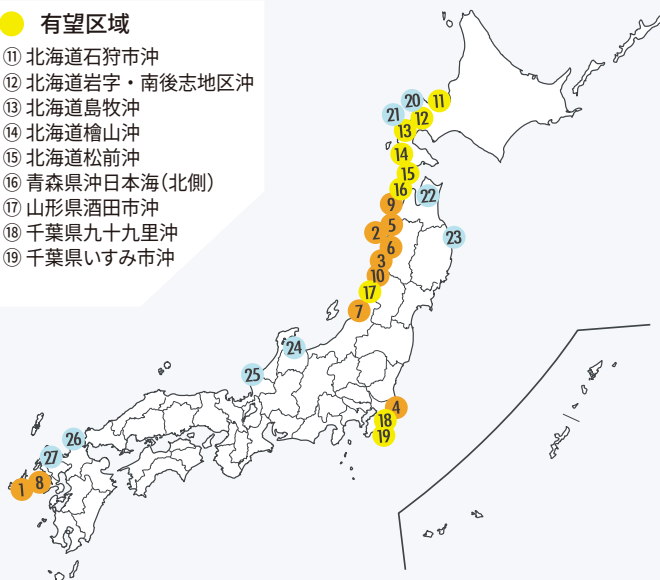 有望区域
⑪ 北海道石狩市沖
⑫ 北海道岩宇・南後志地区沖
⑬ 北海道島牧沖
⑭ 北海道檜山沖
⑮ 北海道松前沖
⑯ 青森県沖日本海（北側）
⑰ 山形県酒田市沖
⑱ 千葉県九十九里沖
⑲ 千葉県いすみ市沖
20
11
21
12
13
14
15
16
22
9
5
2
23
6
3
10
17
7
24
25
4
18
19
26
27
8
1